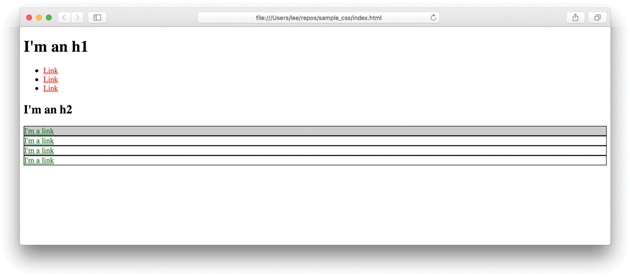 file:///Users/lee/repos/sample_css/index.html
I'm an h1
Link
Link
Link
I'm an h2
I'm a link
I'm a link
I'm a link
I'm a link